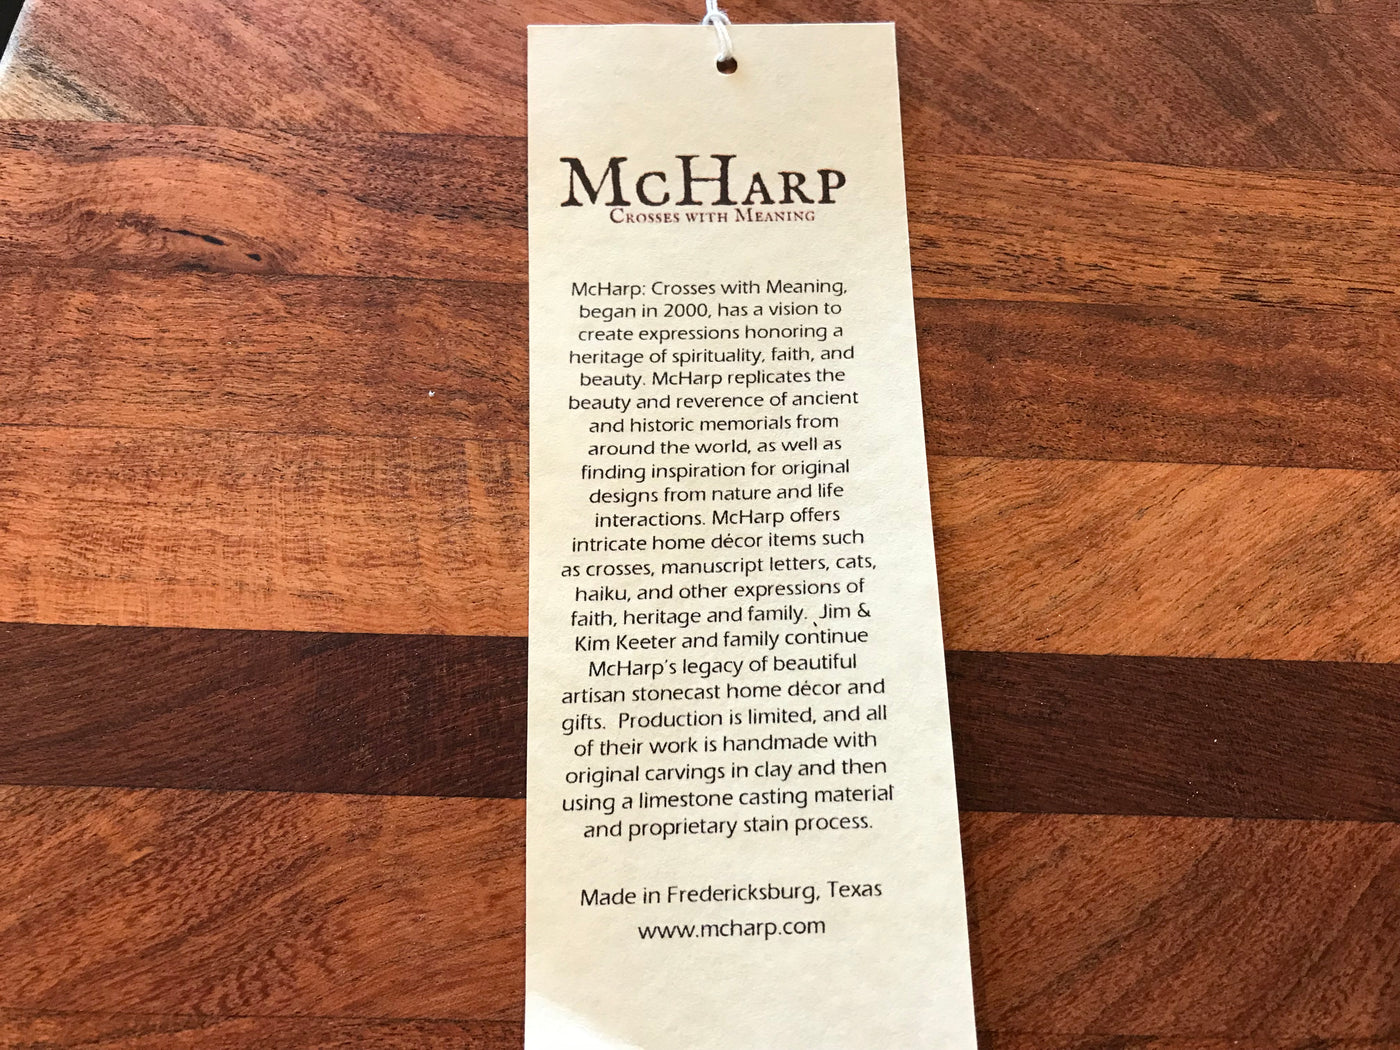 McHarp
Crosses with Meaning
McHarp: Crosses with Meaning,
began in 2000, has a vision to
create expressions honoring a
heritage of spirituality, faith, and
beauty. McHarp replicates the
beauty and reverence of ancient
and historic memorials from
around the world, as well as
finding inspiration for original
designs from nature and life
interactions. McHarp offers
intricate home décor items such
as crosses, manuscript letters, cats,
haiku, and other expressions of
faith, heritage and family. Jim &
Kim Keeter and family continue
McHarp's legacy of beautiful
artisan stonecast home décor and
gifts.  Production is limited, and all
of their work is handmade with
original carvings in clay and then
using a limestone casting material
and proprietary stain process.
Made in Fredericksburg, Texas
www.mcharp.com